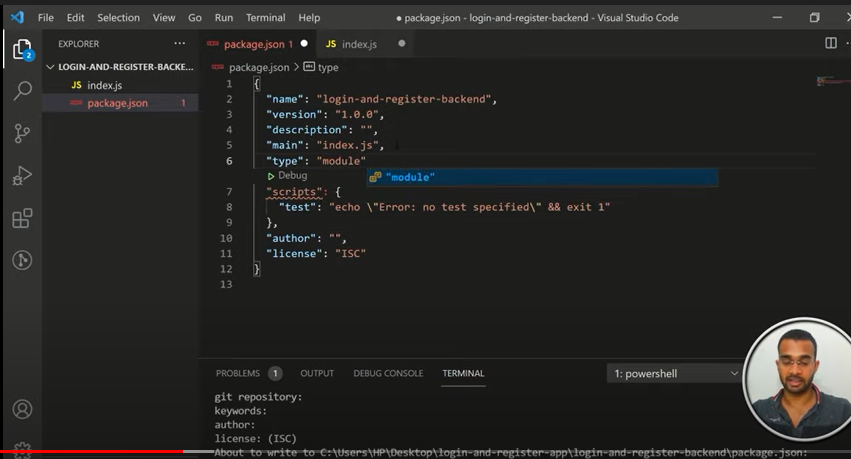 File Edit Selection View Go Run Terminal Help ● package.json - login-and-register-backend - Visual Studio Code
EXPLORER ... package.json 1 ● JS index.js ●
LOGIN-AND-REGISTER-BACKE...
package.json > type
JS index.js
package.json 1
2
1 {
2 "name": "login-and-register-backend",
3 "version": "1.0.0",
4 "description": "",
5 "main": "index.js",
6 "type": "module"
Debug
"module"
7 "scripts": {
8 "test": "echo \"Error: no test specified\" && exit 1"
9 },
10 "author": "",
11 "license": "ISC"
12 }
13
PROBLEMS 1 OUTPUT DEBUG CONSOLE TERMINAL 1: powershell
git repository:
keywords:
author:
license: (ISC)
About to write to C:\Users\HP\Desktop\login-and-register-app\login-and-register-backend\package.json: